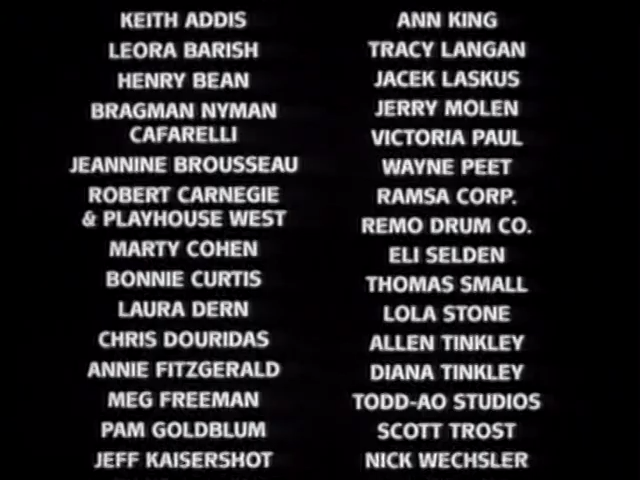 KEITH ADDIS
LEORA BARISH
HENRY BEAN
BRAGMAN NYMAN
CAFARELLI
JEANNINE BROUSSEAU
ROBERT CARNEGIE
& PLAYHOUSE WEST
MARTY COHEN
BONNIE CURTIS
LAURA DERN
CHRIS DOURIDAS
ANNIE FITZGERALD
MEG FREEMAN
PAM GOLDBLUM
JEFF KAISERSHOT
ANN KING
TRACY LANGAN
JACEK LASKUS
JERRY MOLEN
VICTORIA PAUL
WAYNE PEET
RAMSA CORP.
REMO DRUM CO.
ELI SELDEN
THOMAS SMALL
LOLA STONE
ALLEN TINKLEY
DIANA TINKLEY
TODD-AO STUDIOS
SCOTT TROST
NICK WECHSLER